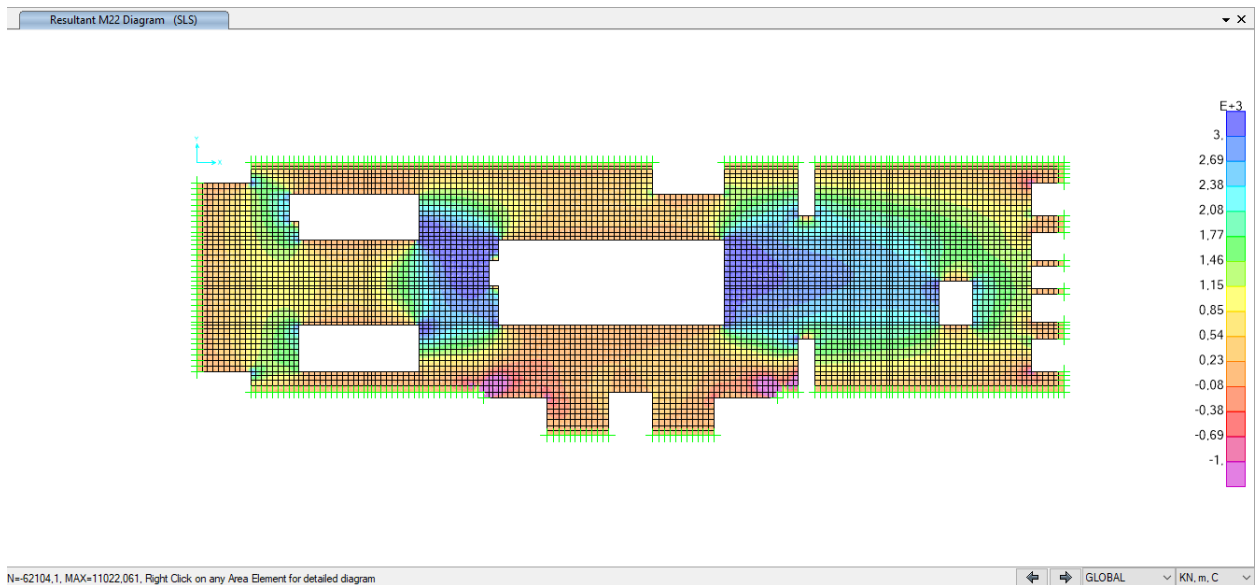 Resultant M22 Diagram (SLS)
E+3
3,
2.69
2.38
2.08
1.77
1.46
1.15
0.85
0.54
0.23
-0.08
-0.38
-0.69
-1,
N=-62104,1, MAX=11022,061, Right Click on any Area Element for detailed diagram
GLOBAL
KN, m, C